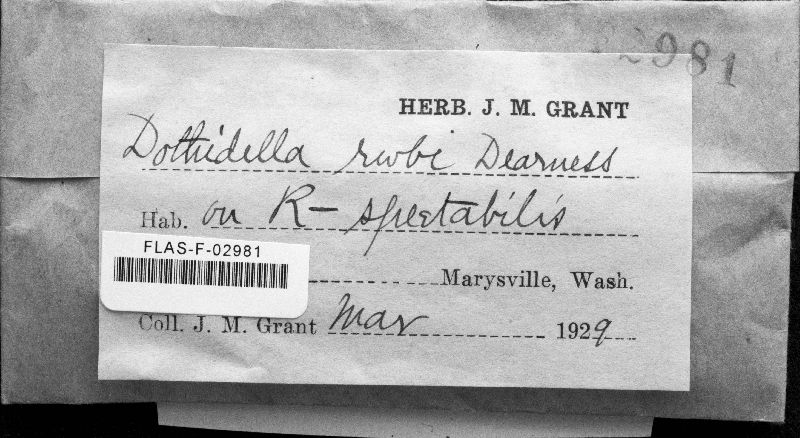 2981
HERB. J. M. GRANT
Dothidella rubi Dearness
Hab. on R- spectabilis
FLAS-F-02981
Marysville, Wash.
Coll. J. M. Grant Mar 1929